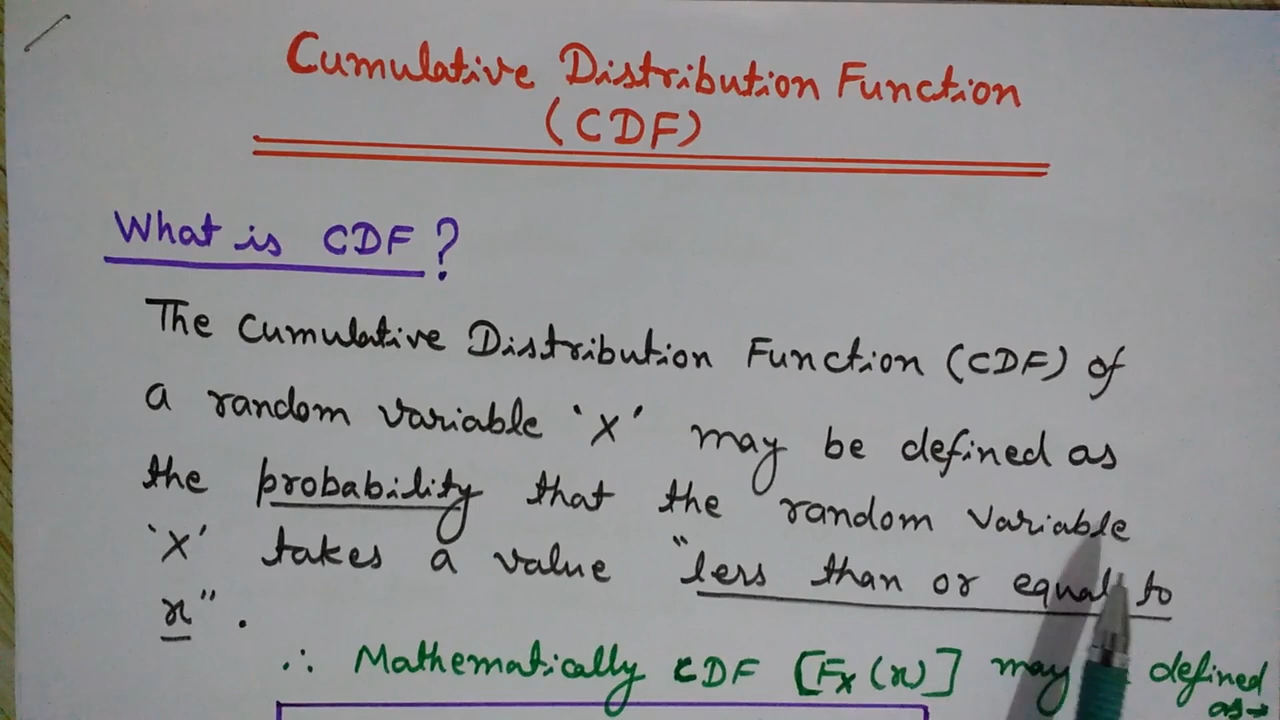 Cumulative Distribution Function
(CDF)
What is CDF?
The Cumulative Distribution Function (CDF) of
a random variable 'X' may be defined as
the probability that the random variable
'X' takes a value "less than or equal to
x".
∴ Mathematically CDF [Fx(x)] may defined
as→